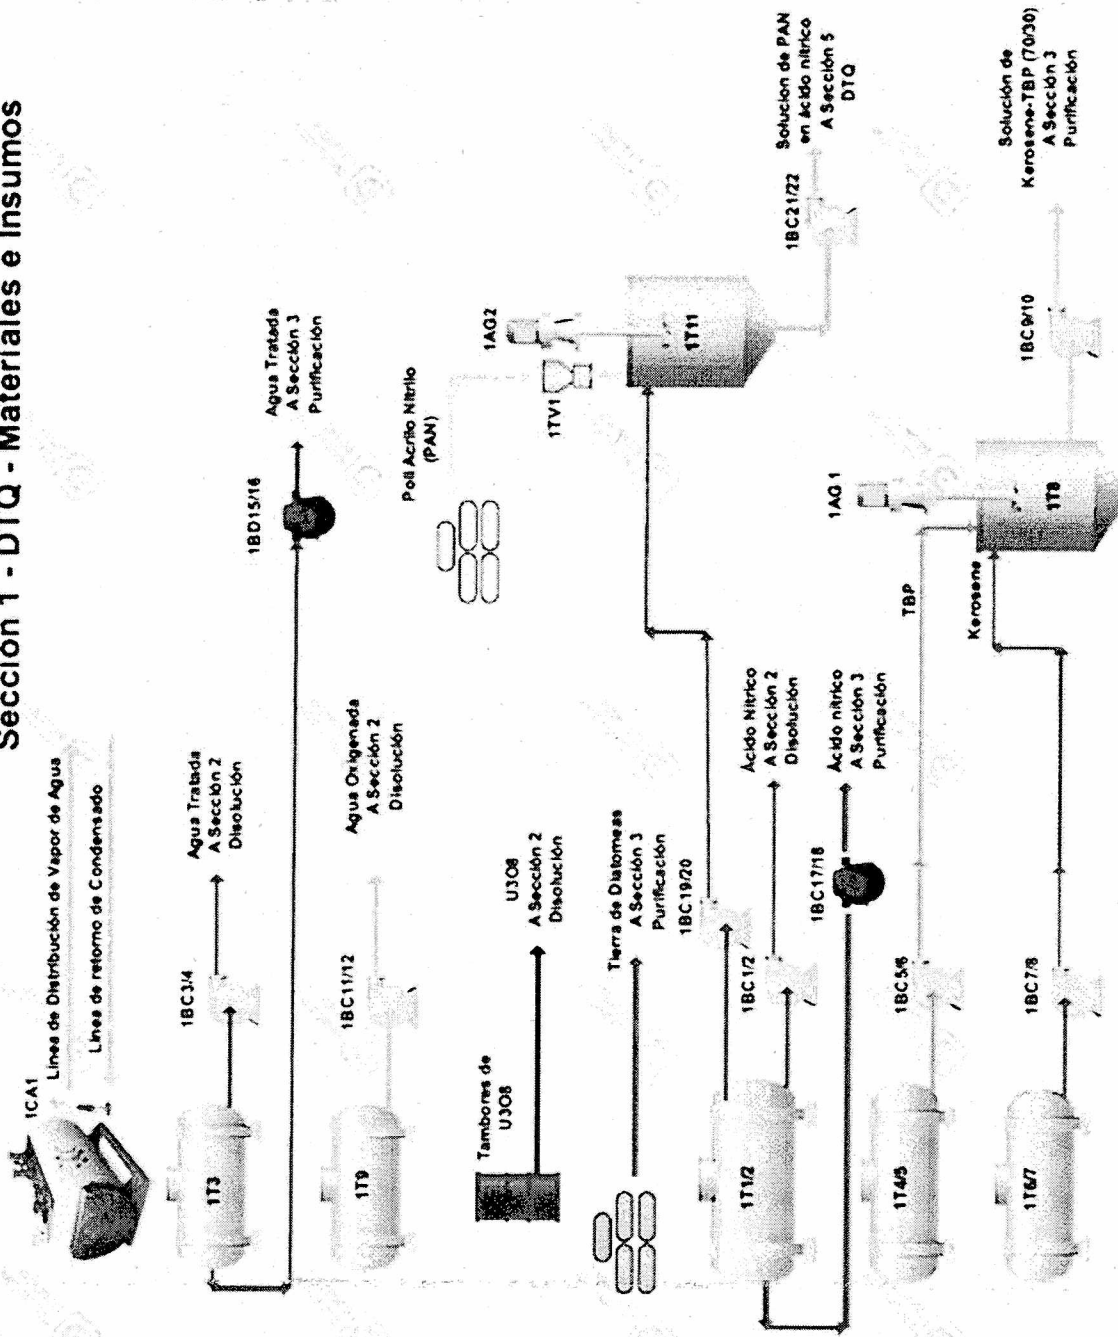 Sección 1 - DTQ - Materiales e Insumos
1CA1
Línea de Distribución de Vapor de Agua
Línea de retorno de Condensado
1T3
1BC3/4
Agua Tratada
A Sección 2
Disolución
1BD15/16
Agua Tratada
A Sección 3
Purificación
1T9
1BC11/12
Agua Oxigenada
A Sección 2
Disolución
Tambores de
U3O8
U3O8
A Sección 2
Disolución
Tierra de Diatomeas
A Sección 3
Purificación
Poli Acrilo Nitrilo
(PAN)
1TV1
1AG2
1T11
1BC21/22
Solucion de PAN
en ácido nítrico
A Sección 5
DTQ
1T1/2
1BC19/20
1BC1/2
Ácido Nítrico
A Sección 2
Disolución
1BC17/18
Ácido nítrico
A Sección 3
Purificación
1T4/5
1BC5/6
TBP
1AG1
1T8
1T6/7
1BC7/8
Kerosene
1BC9/10
Solución de
Kerosene-TBP (70/30)
A Sección 3
Purificación